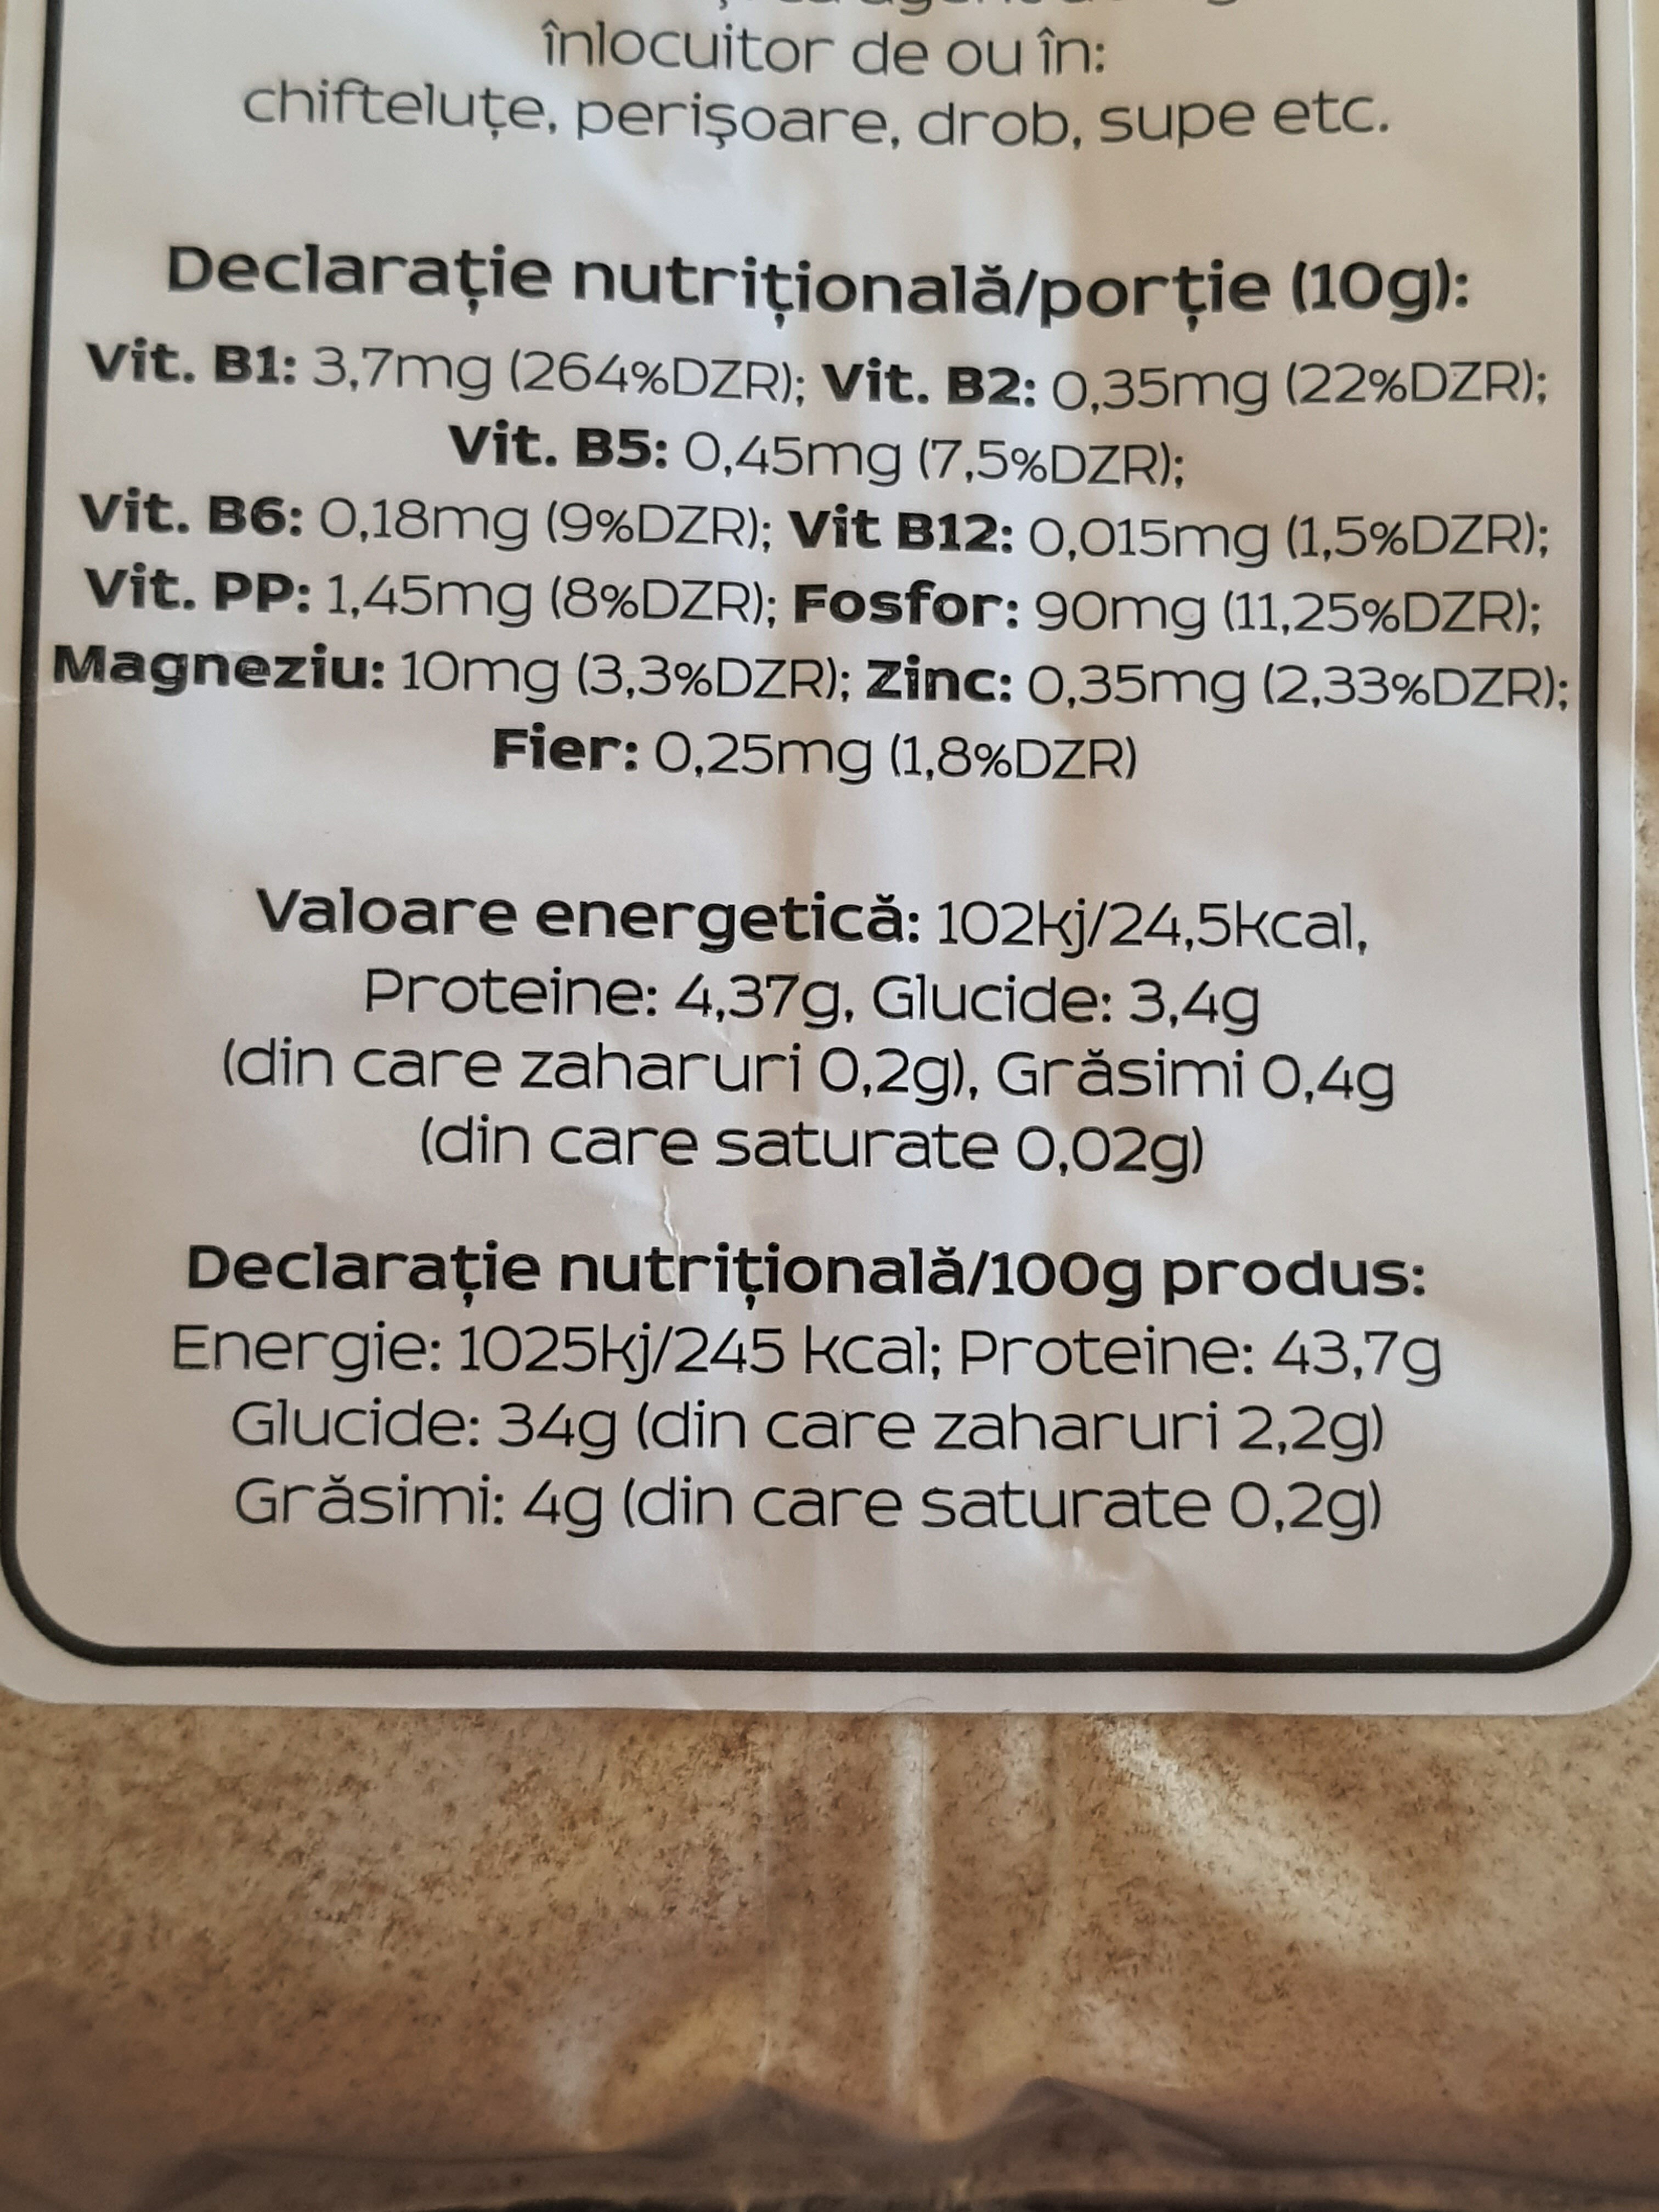 înlocuitor de ou în:
chifteluțe, perișoare, drob, supe etc.
Declarație nutrițională/porție (10g):
Vit. B1: 3,7mg (264%DZR); Vit. B2: 0,35mg (22%DZR);
Vit. B5: 0,45mg (7,5%DZR);
Vit. B6: 0,18mg (9%DZR); Vit B12: 0,015mg (1,5%DZR);
Vit. PP: 1,45mg (8%DZR); Fosfor: 90mg (11,25%DZR);
Magneziu: 10mg (3,3%DZR); Zinc: 0,35mg (2,33%DZR);
Fier: 0,25mg (1,8%DZR)
Valoare energetică: 102kj/24,5kcal,
Proteine: 4,37g, Glucide: 3,4g
(din care zaharuri 0,2g), Grăsimi 0,4g
(din care saturate 0,02g)
Declarație nutrițională/100g produs:
Energie: 1025kj/245 kcal; Proteine: 43,7g
Glucide: 34g (din care zaharuri 2,2g)
Grăsimi: 4g (din care saturate 0,2g)